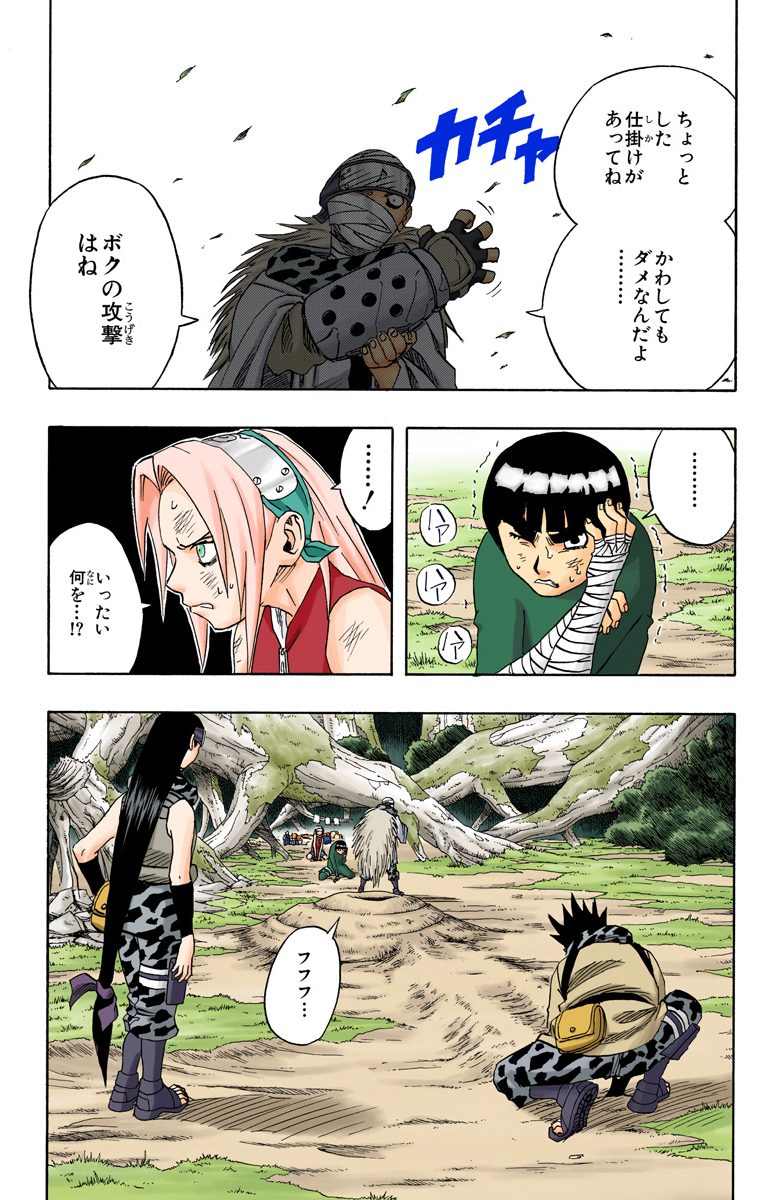 ちょっと
した
仕掛けが
あってね
かわしても
ダメなんだよ
………
カチャ
ボクの攻撃
はね
……
ハァ
ハァ
ハァ
……！
いったい
何を…!?
フフフ…